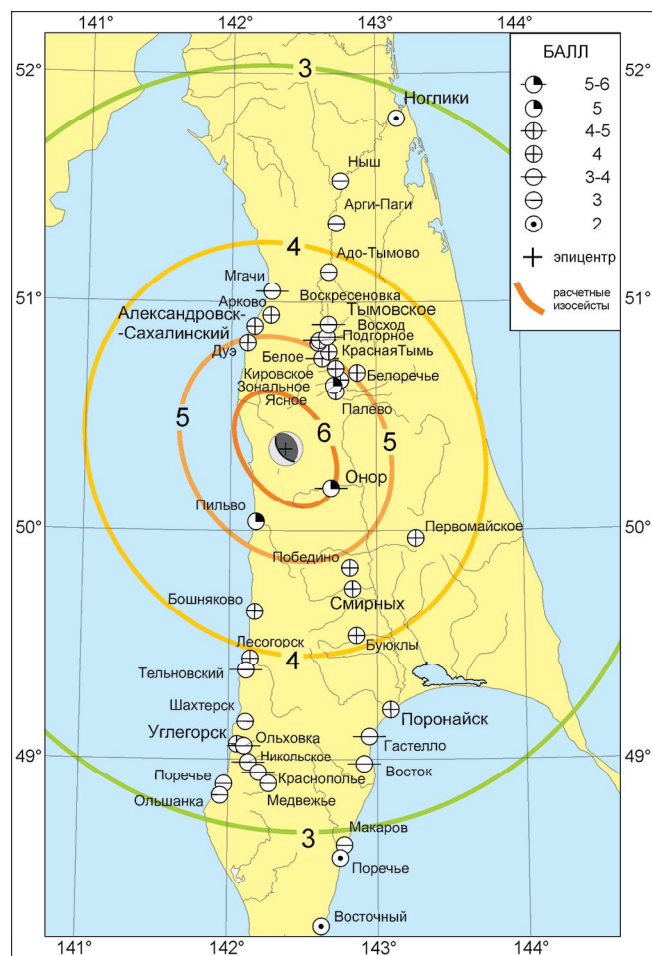 141° 142° 143° 144°
52° 52°
БАЛЛ
5-6
5
4-5
4
3-4
3
2
эпицентр
расчетные
изосейсты
3
Ноглики
Ныш
Арги-Паги
4
Адо-Тымово
Мгачи
51° 51°
Воскресеновка
Арково
Тымовское
Александровск-
-Сахалинский
Восход
Подгорное
Дуэ
Белое
КраснаяТымь
Кировское
Белоречье
Зональное
Ясное
Палево
5
6
5
Онор
Пильво
50° 50°
Первомайское
Победино
Смирных
Бошняково
Лесогорск
Буюклы
4
Тельновский
Шахтерск
Поронайск
Углегорск
Ольховка
Гастелло
49° 49°
Никольское
Восток
Поречье
Краснополье
Ольшанка
Медвежье
3
Макаров
Поречье
Восточный
141° 142° 143° 144°